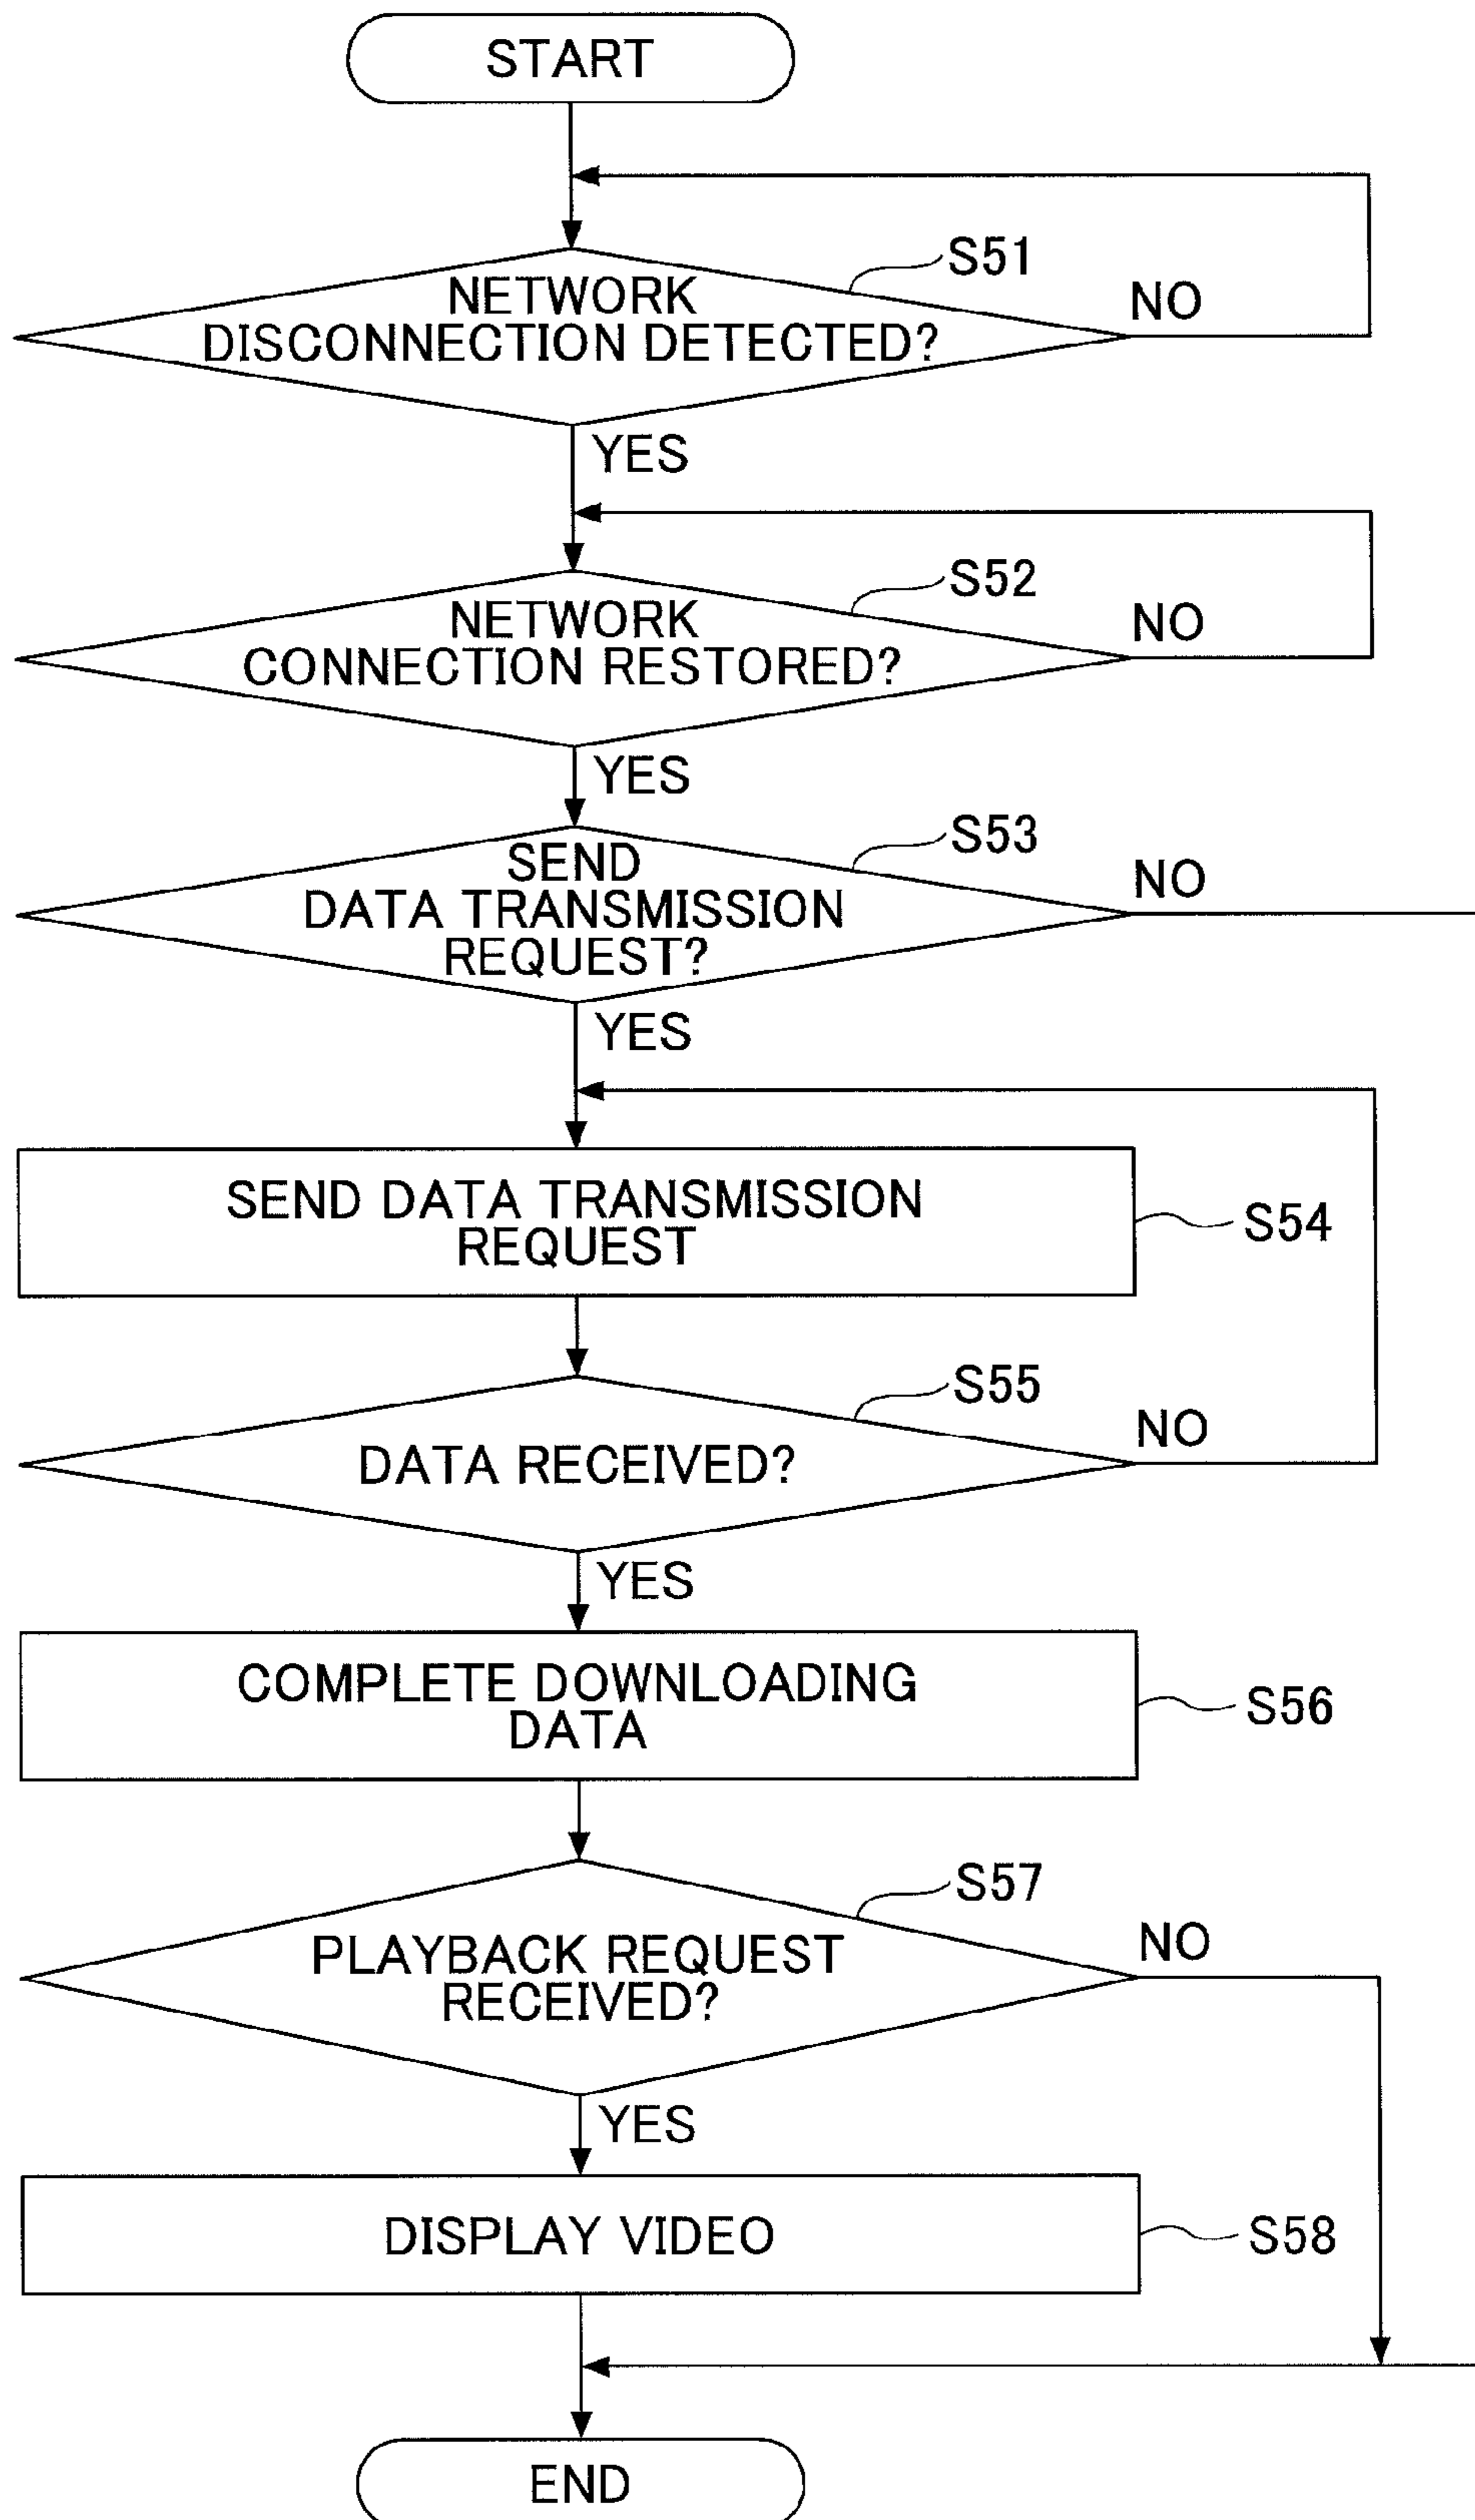 START
S51
NETWORK
DISCONNECTION DETECTED?
NO
YES
S52
NETWORK
CONNECTION RESTORED?
NO
YES
S53
SEND
DATA TRANSMISSION
REQUEST?
NO
YES
SEND DATA TRANSMISSION
REQUEST
S54
S55
DATA RECEIVED?
NO
YES
COMPLETE DOWNLOADING
DATA
S56
S57
PLAYBACK REQUEST
RECEIVED?
NO
YES
DISPLAY VIDEO
S58
END